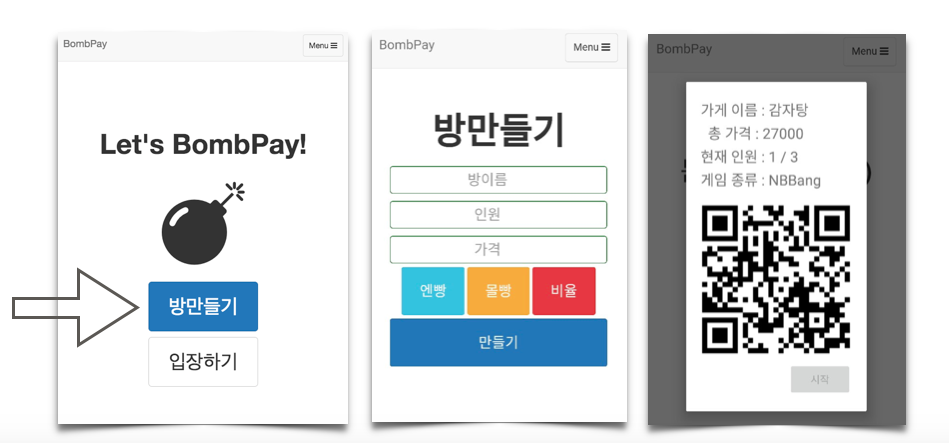 BombPay
Menu
Let's BombPay!
방만들기
입장하기
BombPay
Menu
방만들기
방이름
인원
가격
엔빵
몰빵
비율
만들기
BombPay
Menu
가게 이름 : 감자탕
총 가격 : 27000
현재 인원 : 1 / 3
게임 종류 : NBBang
시작